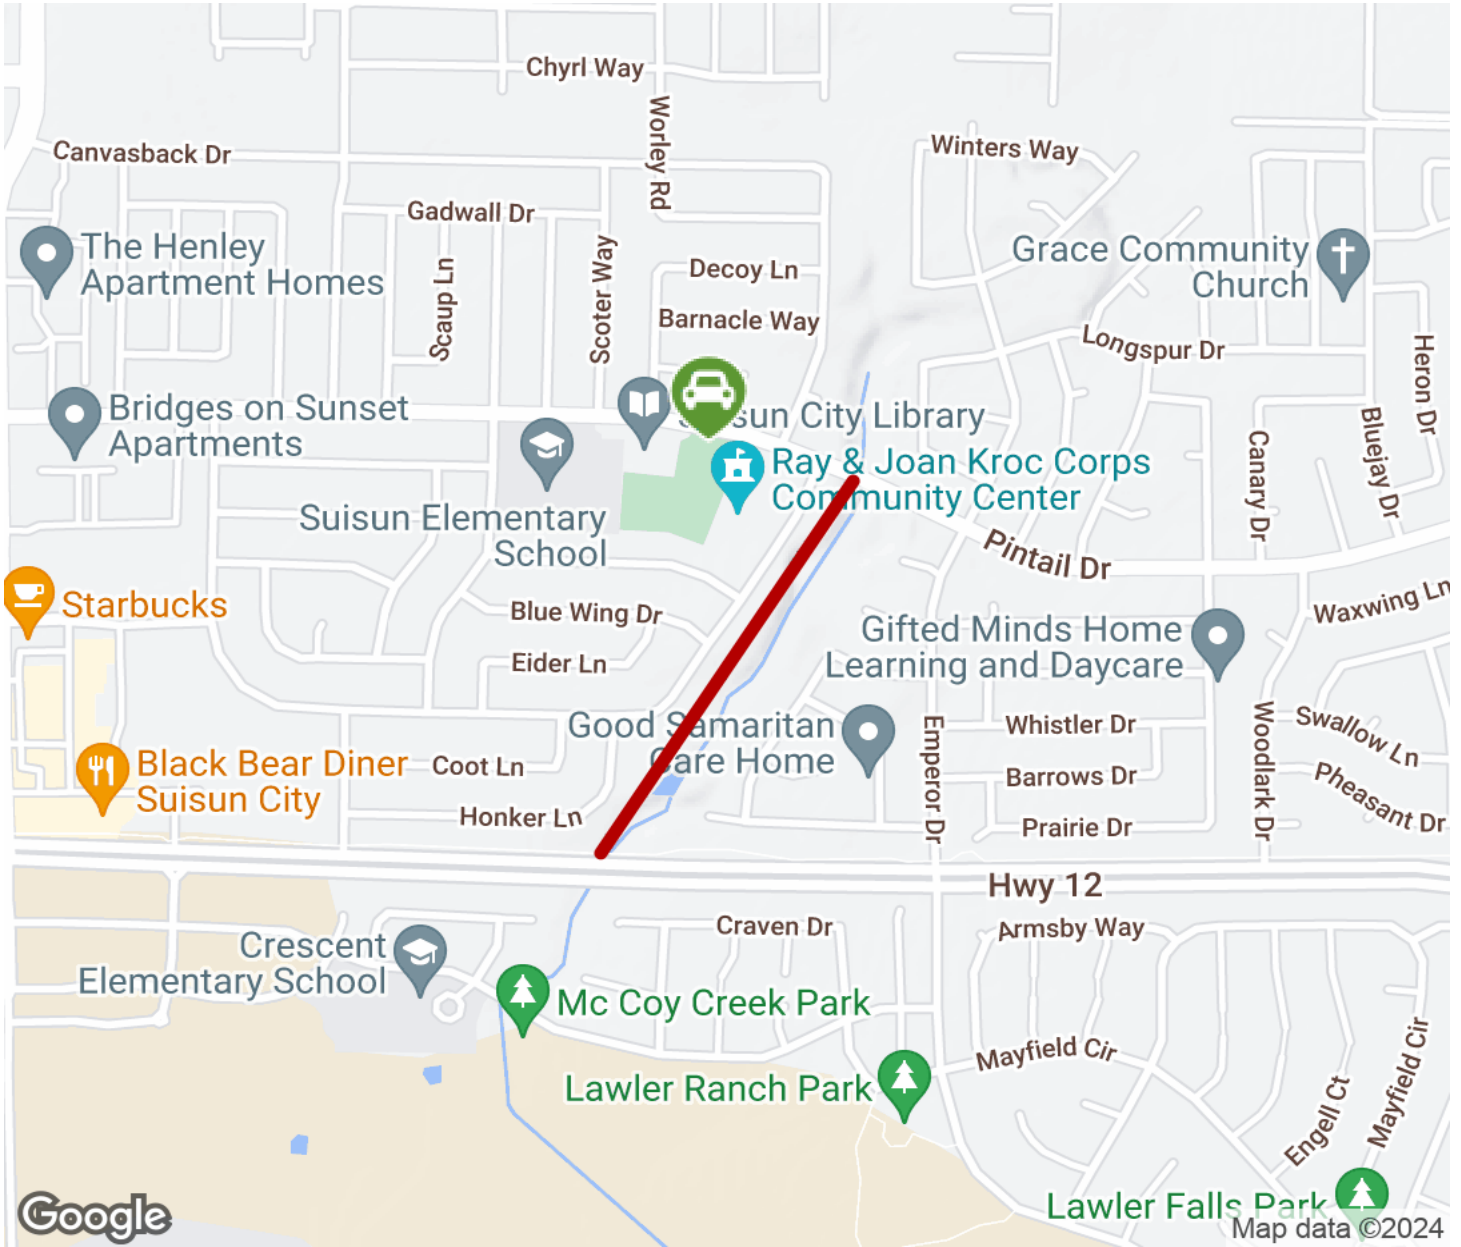 Chyrl Way
Worley Rd
Canvasback Dr
Winters Way
Gadwall Dr
The Henley
Apartment Homes
Scaup Ln
Scoter Way
Decoy Ln
Grace Community
Church
Barnacle Way
Longspur Dr
Heron Dr
Bridges on Sunset
Apartments
sun City Library
Bluejay Dr
Canary Dr
Ray & Joan Kroc Corps
Community Center
Suisun Elementary
School
Pintail Dr
Starbucks
Blue Wing Dr
Waxwing Ln
Gifted Minds Home
Learning and Daycare
Eider Ln
Good Samaritan
Care Home
Emperor Dr
Whistler Dr
Woodlark Dr
Swallow Ln
Black Bear Diner
Suisun City
Coot Ln
Barrows Dr
Pheasant Dr
Honker Ln
Prairie Dr
Hwy 12
Craven Dr
Armsby Way
Crescent
Elementary School
Mc Coy Creek Park
Mayfield Cir
Mayfield Cir
Lawler Ranch Park
Engell Ct
Lawler Falls Park
Google
Map data ©2024